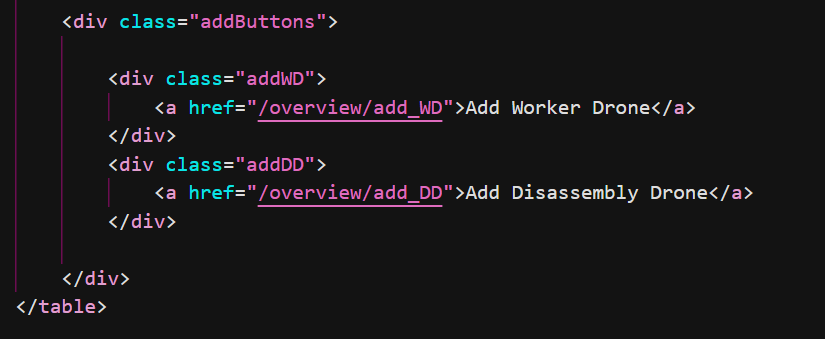 <div class="addButtons">
<div class="addWD">
<a href="/overview/add_WD">Add Worker Drone</a>
</div>
<div class="addDD">
<a href="/overview/add_DD">Add Disassembly Drone</a>
</div>
</div>
</table>